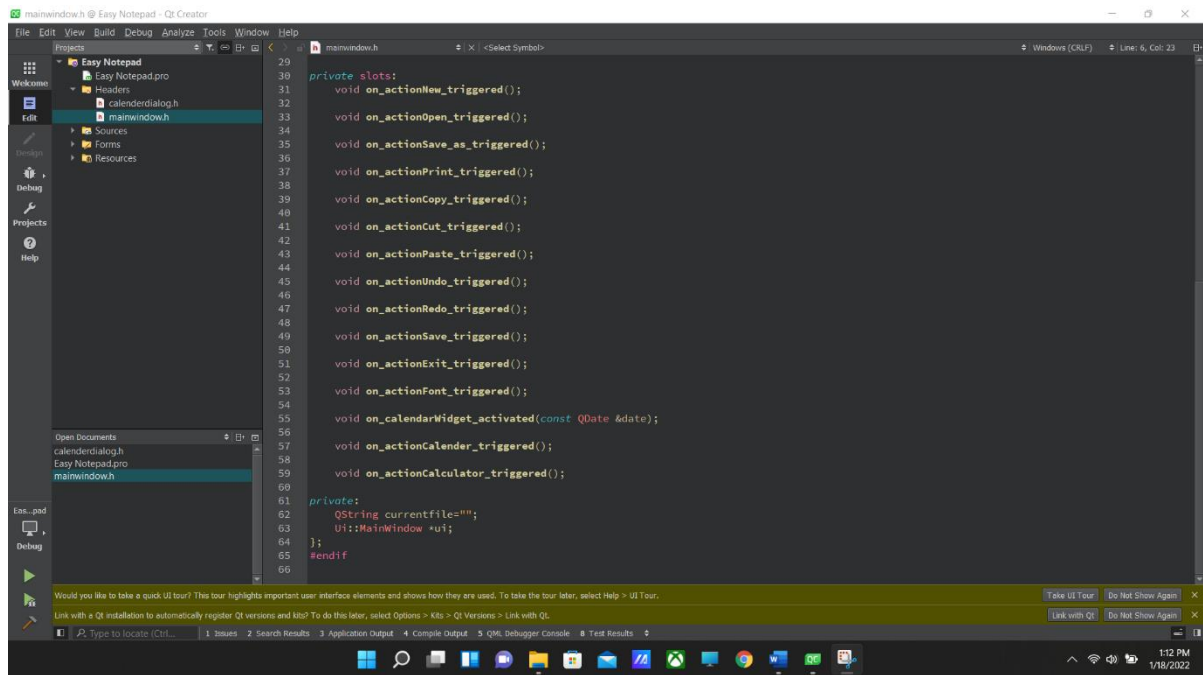 mainwindow.h @ Easy Notepad - Qt Creator
File Edit View Build Debug Analyze Tools Window Help
Projects
mainwindow.h
<Select Symbol>
Windows (CRLF)
Line: 6, Col: 23
Welcome
Edit
Design
Debug
Projects
Help
Easy Notepad
Easy Notepad.pro
Headers
calenderdialog.h
mainwindow.h
Sources
Forms
Resources
Open Documents
calenderdialog.h
Easy Notepad.pro
mainwindow.h
Eas...pad
Debug
29
30 private slots:
31 void on_actionNew_triggered();
32
33 void on_actionOpen_triggered();
34
35 void on_actionSave_as_triggered();
36
37 void on_actionPrint_triggered();
38
39 void on_actionCopy_triggered();
40
41 void on_actionCut_triggered();
42
43 void on_actionPaste_triggered();
44
45 void on_actionUndo_triggered();
46
47 void on_actionRedo_triggered();
48
49 void on_actionSave_triggered();
50
51 void on_actionExit_triggered();
52
53 void on_actionFont_triggered();
54
55 void on_calendarWidget_activated(const QDate &date);
56
57 void on_actionCalender_triggered();
58
59 void on_actionCalculator_triggered();
60
61 private:
62 QString currentfile="";
63 Ui::MainWindow *ui;
64 };
65 #endif
66
Would you like to take a quick UI tour? This tour highlights important user interface elements and shows how they are used. To take the tour later, select Help > UI Tour.
Take UI Tour
Do Not Show Again
Link with a Qt installation to automatically register Qt versions and kits? To do this later, select Options > Kits > Qt Versions > Link with Qt.
Link with Qt
Do Not Show Again
Type to locate (Ctrl...
1 Issues 2 Search Results 3 Application Output 4 Compile Output 5 QML Debugger Console 8 Test Results
1:12 PM
1/18/2022